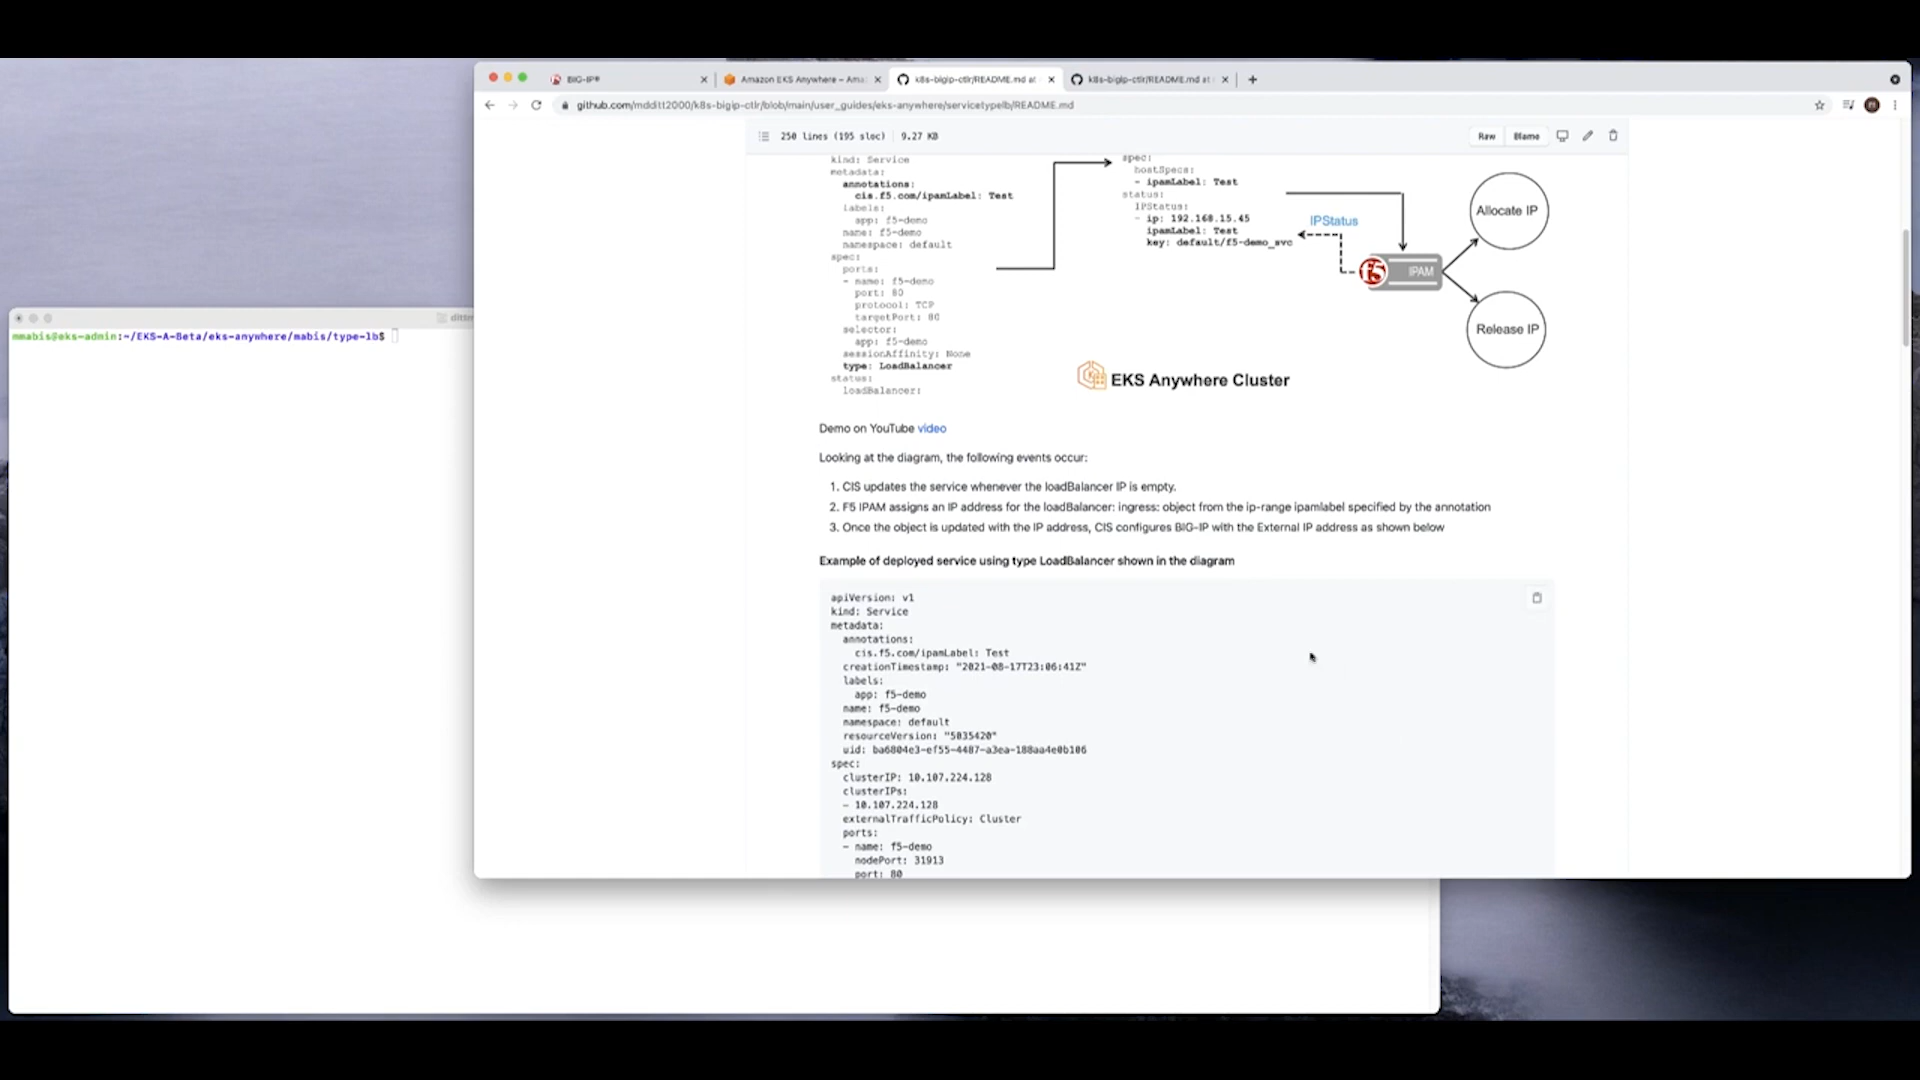 BIG-IP®
Amazon EKS Anywhere – Ama
k8s-bigip-ctlr/README.md at
k8s-bigip-ctlr/README.md at
github.com/mdditt2000/k8s-bigip-ctlr/blob/main/user_guides/eks-anywhere/servicetypelb/README.md
250 lines (195 sloc) 9.27 KB
Raw Blame
kind: Service
metadata:
annotations:
cis.f5.com/ipamLabel: Test
labels:
app: f5-demo
name: f5-demo
namespace: default
spec:
ports:
- name: f5-demo
port: 80
protocol: TCP
targetPort: 80
selector:
app: f5-demo
sessionAffinity: None
type: LoadBalancer
status:
loadBalancer:
spec:
hostSpecs:
- ipamLabel: Test
status:
IPStatus:
- ip: 192.168.15.45
ipamLabel: Test
key: default/f5-demo_svc
IPStatus
f5 IPAM
Allocate IP
Release IP
EKS Anywhere Cluster
mmabis@eks-admin:~/EKS-A-Beta/eks-anywhere/mabis/type-lb$
Demo on YouTube video
Looking at the diagram, the following events occur:
1. CIS updates the service whenever the loadBalancer IP is empty.
2. F5 IPAM assigns an IP address for the loadBalancer: ingress: object from the ip-range ipamlabel specified by the annotation
3. Once the object is updated with the IP address, CIS configures BIG-IP with the External IP address as shown below
Example of deployed service using type LoadBalancer shown in the diagram
apiVersion: v1
kind: Service
metadata:
annotations:
cis.f5.com/ipamLabel: Test
creationTimestamp: "2021-08-17T23:06:41Z"
labels:
app: f5-demo
name: f5-demo
namespace: default
resourceVersion: "5035420"
uid: ba6804e3-ef55-4487-a3ea-188aa4e0b106
spec:
clusterIP: 10.107.224.128
clusterIPs:
- 10.107.224.128
externalTrafficPolicy: Cluster
ports:
- name: f5-demo
nodePort: 31913
port: 80